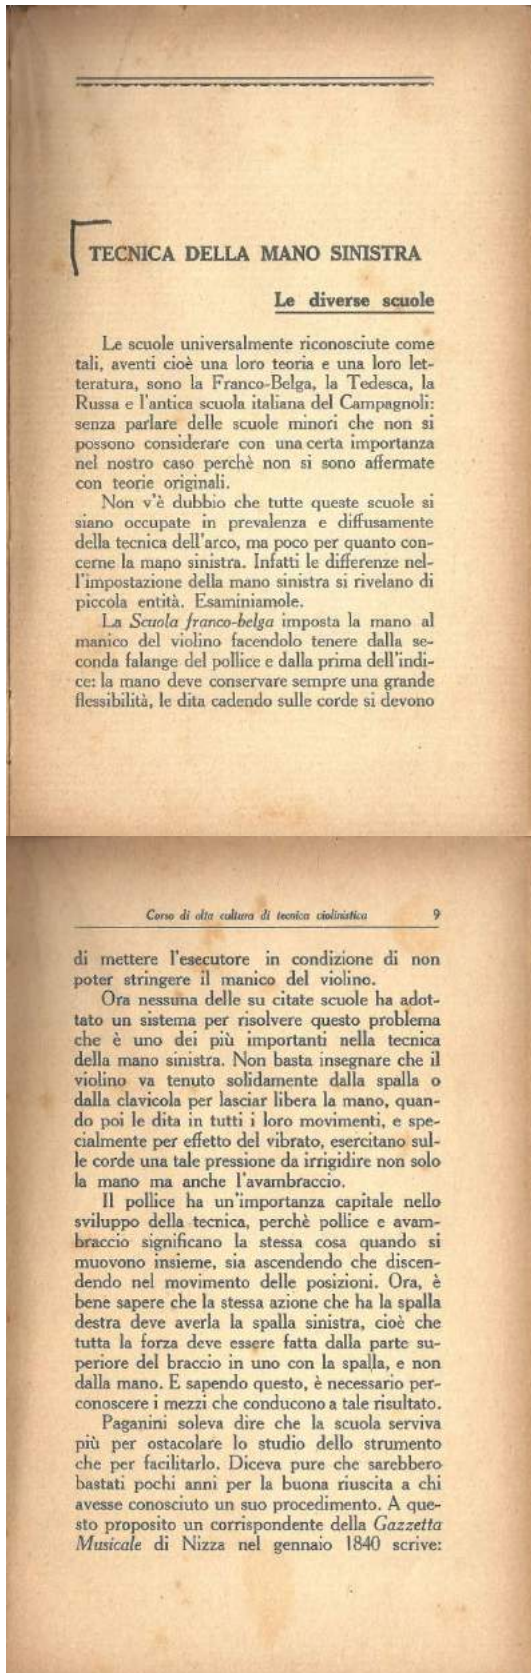 TECNICA DELLA MANO SINISTRA
Le diverse scuole
Le scuole universalmente riconosciute come
tali, aventi cioè una loro teoria e una loro let-
teratura, sono la Franco-Belga, la Tedesca, la
Russa e l'antica scuola italiana del Campagnoli:
senza parlare delle scuole minori che non si
possono considerare con una certa importanza
nel nostro caso perchè non si sono affermate
con teorie originali.
Non v'è dubbio che tutte queste scuole si
siano occupate in prevalenza e diffusamente
della tecnica dell'arco, ma poco per quanto con-
cerne la mano sinistra. Infatti le differenze nel-
l'impostazione della mano sinistra si rivelano di
piccola entità. Esaminiamole.
La Scuola franco-belga imposta la mano al
manico del violino facendolo tenere dalla se-
conda falange del pollice e dalla prima dell'indi-
ce: la mano deve conservare sempre una grande
flessibilità, le dita cadendo sulle corde si devono
Corso di alta cultura di tecnica violinistica 9
di mettere l'esecutore in condizione di non
poter stringere il manico del violino.
Ora nessuna delle su citate scuole ha adot-
tato un sistema per risolvere questo problema
che è uno dei più importanti nella tecnica
della mano sinistra. Non basta insegnare che il
violino va tenuto solidamente dalla spalla o
dalla clavicola per lasciar libera la mano, quan-
do poi le dita in tutti i loro movimenti, e spe-
cialmente per effetto del vibrato, esercitano sul-
le corde una tale pressione da irrigidire non solo
la mano ma anche l'avambraccio.
Il pollice ha un'importanza capitale nello
sviluppo della tecnica, perchè pollice e avam-
braccio significano la stessa cosa quando si
muovono insieme, sia ascendendo che discen-
dendo nel movimento delle posizioni. Ora, è
bene sapere che la stessa azione che ha la spalla
destra deve averla la spalla sinistra, cioè che
tutta la forza deve essere fatta dalla parte su-
periore del braccio in uno con la spalla, e non
dalla mano. E sapendo questo, è necessario per-
conoscere i mezzi che conducono a tale risultato.
Paganini soleva dire che la scuola serviva
più per ostacolare lo studio dello strumento
che per facilitarlo. Diceva pure che sarebbero
bastati pochi anni per la buona riuscita a chi
avesse conosciuto un suo procedimento. A que-
sto proposito un corrispondente della Gazzetta
Musicale di Nizza nel gennaio 1840 scrive: